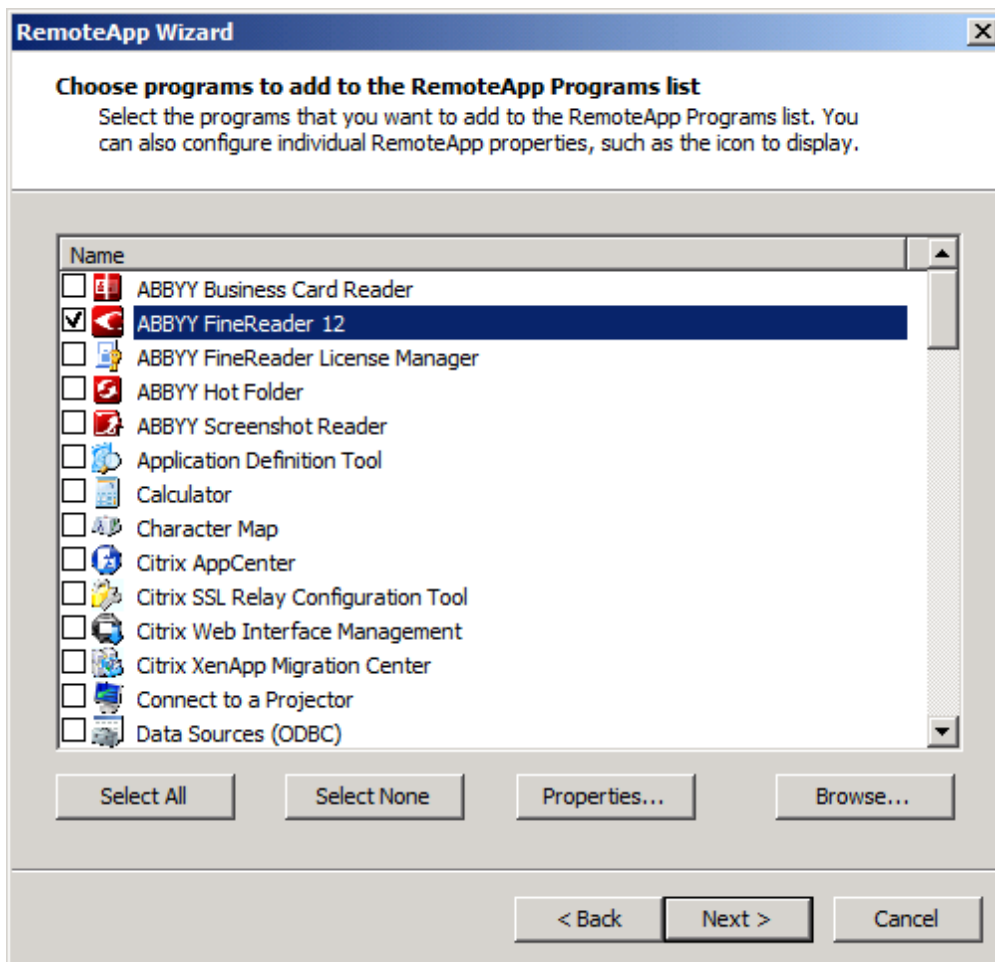 RemoteApp Wizard
Choose programs to add to the RemoteApp Programs list
Select the programs that you want to add to the RemoteApp Programs list. You
can also configure individual RemoteApp properties, such as the icon to display.
Name
ABBYY Business Card Reader
ABBYY FineReader 12
ABBYY FineReader License Manager
ABBYY Hot Folder
ABBYY Screenshot Reader
Application Definition Tool
Calculator
Character Map
Citrix AppCenter
Citrix SSL Relay Configuration Tool
Citrix Web Interface Management
Citrix XenApp Migration Center
Connect to a Projector
Data Sources (ODBC)
Select All Select None Properties... Browse...
< Back Next > Cancel